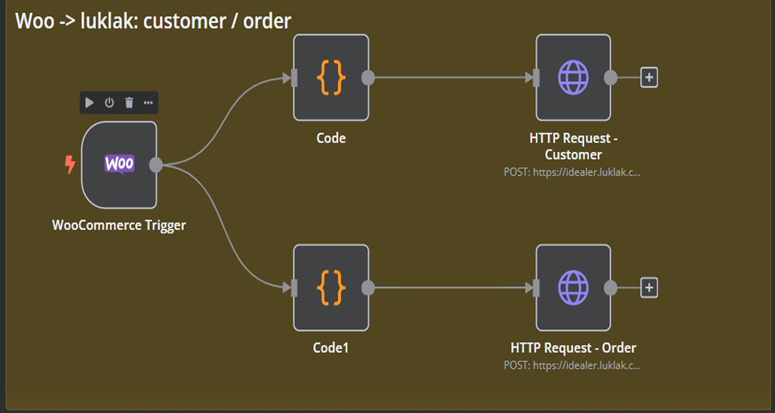 Woo -> luklak: customer / order
{}
Code
HTTP Request -
Customer
POST: https://idealer.luklak.c...
Woo
WooCommerce Trigger
{}
Code1
HTTP Request - Order
POST: https://idealer.luklak.c...